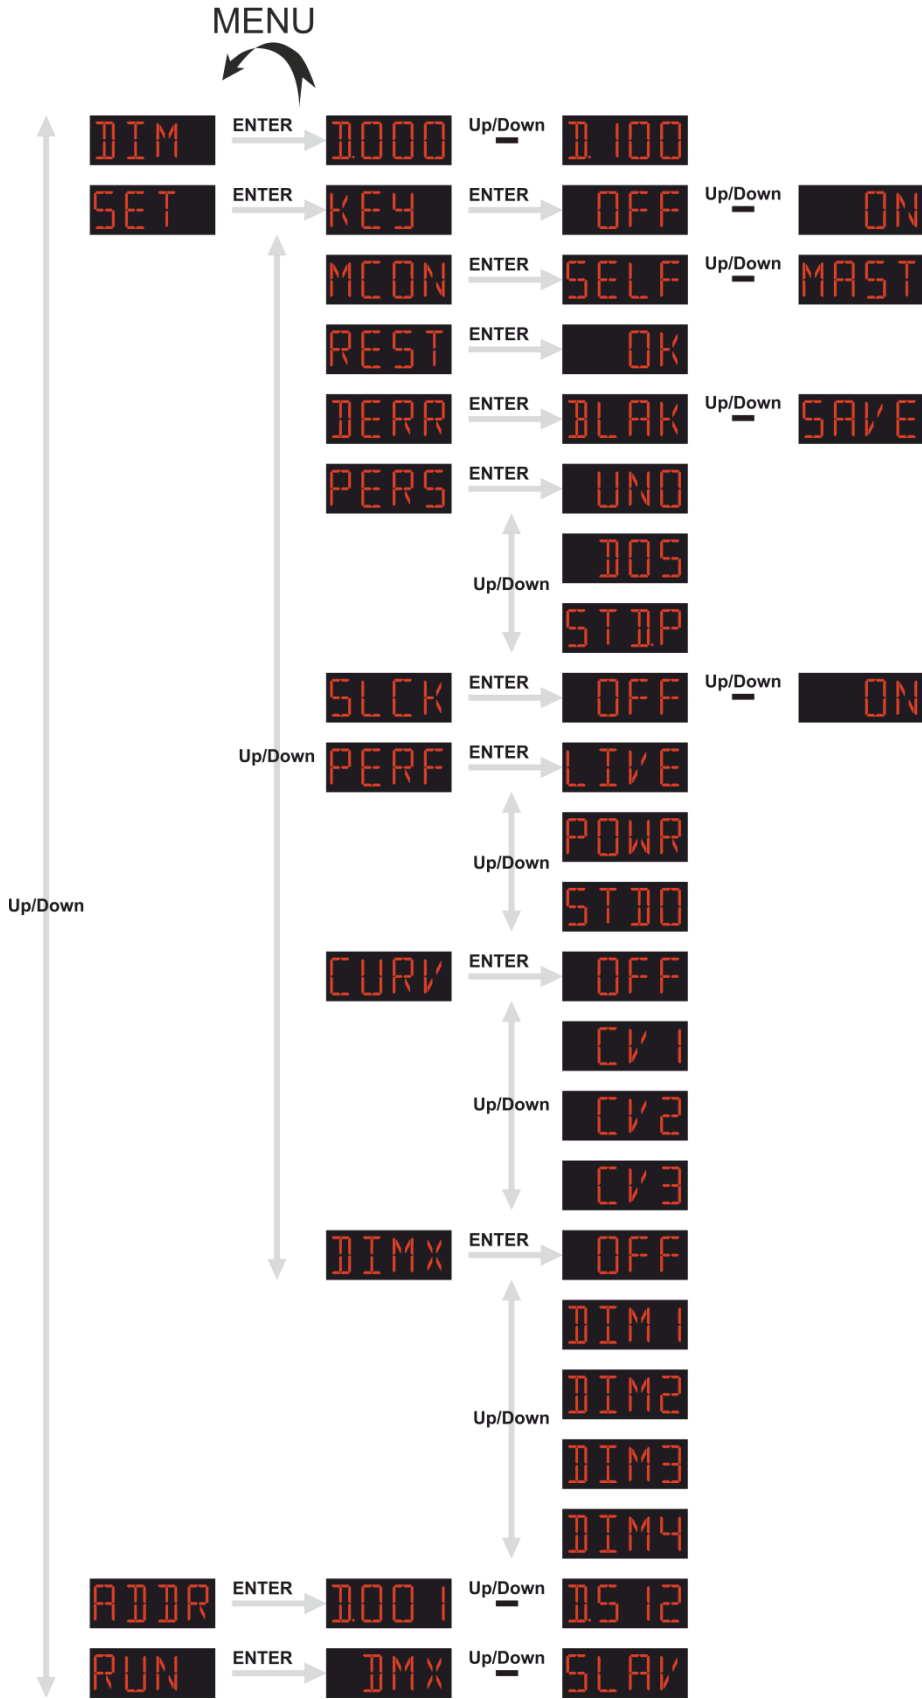 MENU
DIM ENTER D.000 Up/Down D.100
SET ENTER KEY ENTER OFF Up/Down ON
MCON ENTER SELF Up/Down MAST
REST ENTER OK
DERR ENTER BLAK Up/Down SAVE
PERS ENTER UNO
DOS
Up/Down
STD.P
SLCK ENTER OFF Up/Down ON
Up/Down PERF ENTER LIVE
POWR
Up/Down
STDO
Up/Down
CURV ENTER OFF
CV1
Up/Down CV2
CV3
DIMX ENTER OFF
DIM1
DIM2
Up/Down
DIM3
DIM4
ADDR ENTER D.001 Up/Down D.512
RUN ENTER DMX Up/Down SLAV